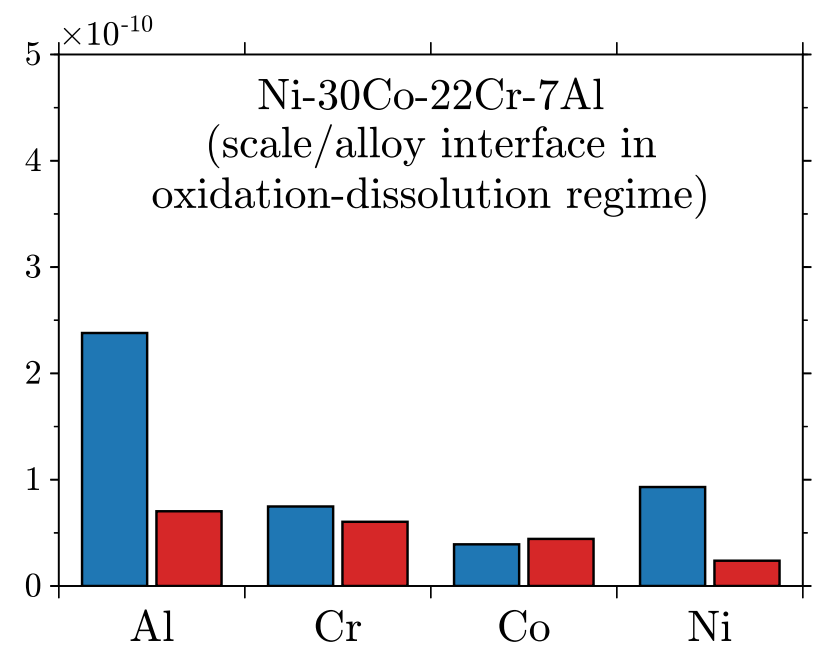 ×10⁻¹⁰
5
Ni-30Co-22Cr-7Al
(scale/alloy interface in
4
oxidation-dissolution regime)
3
2
1
0
Al Cr Co Ni